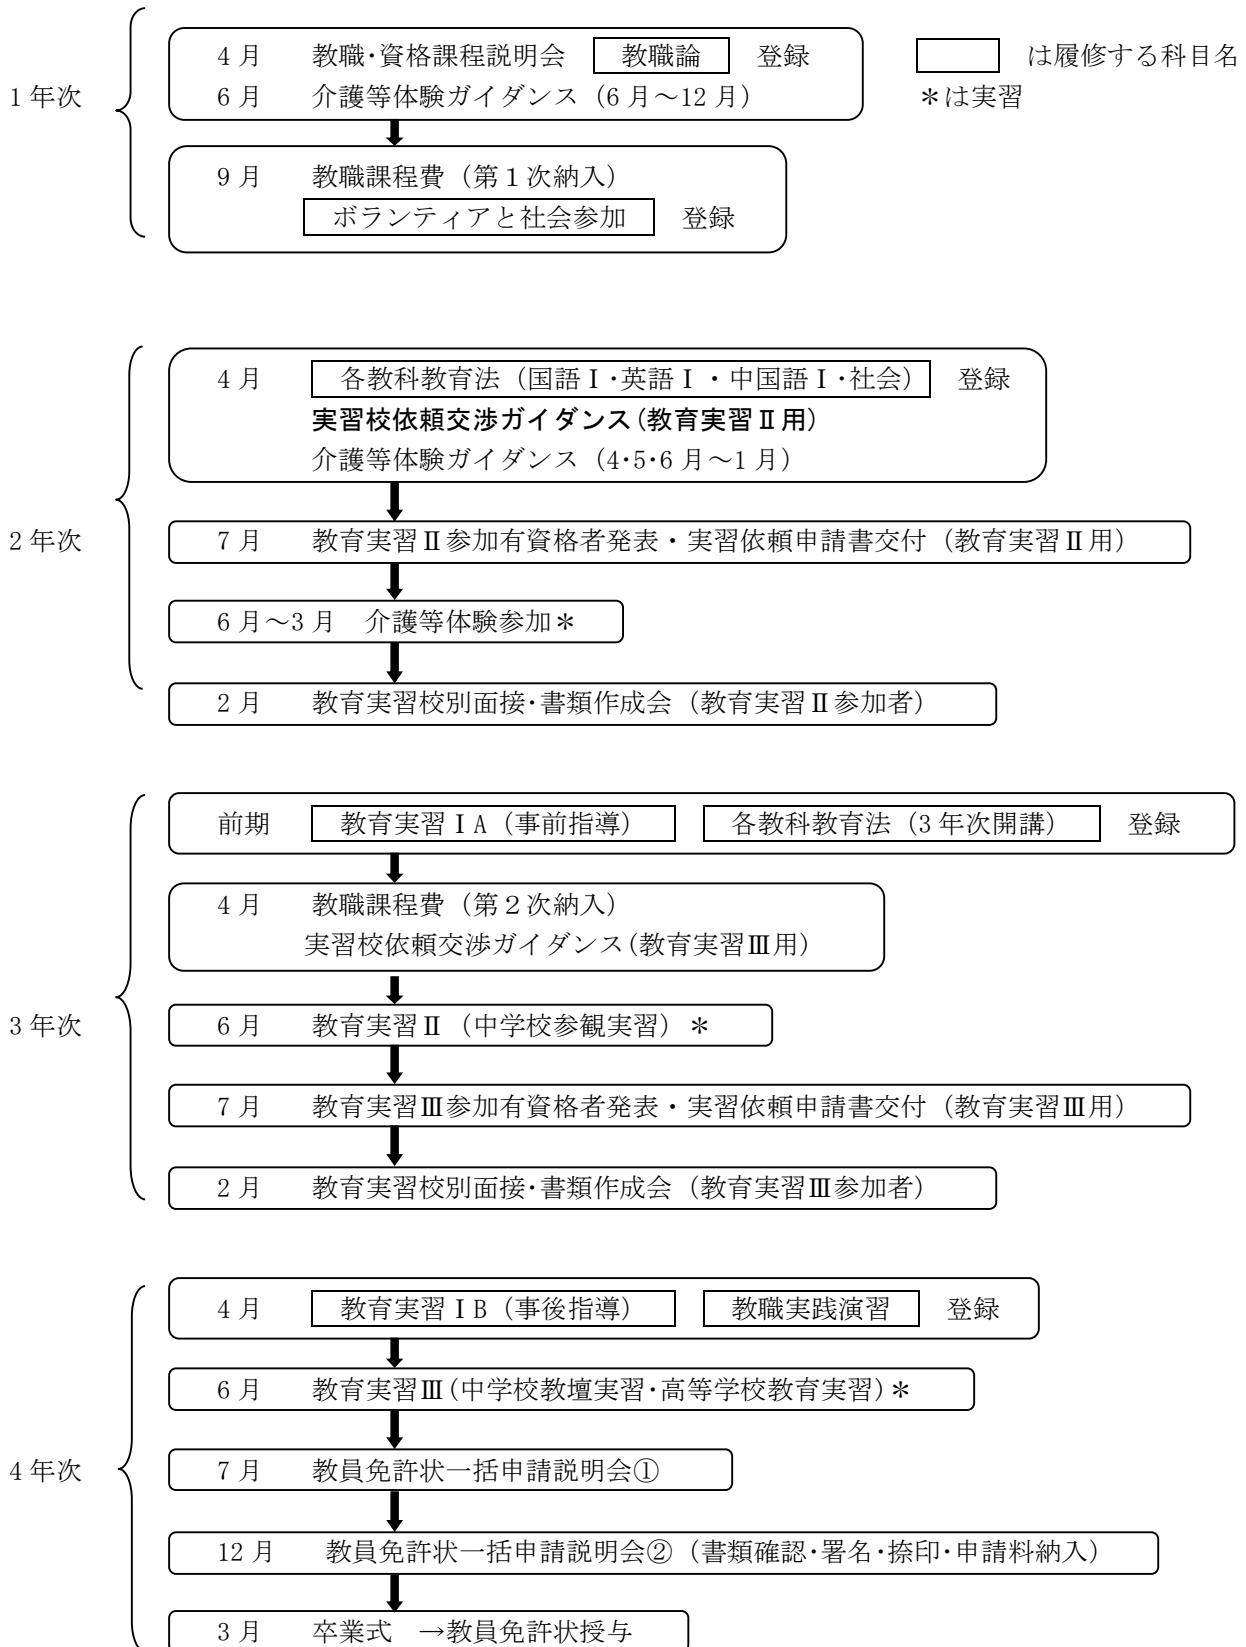 4月 教職・資格課程説明会 教職論 登録
は履修する科目名
1年次
6月 介護等体験ガイダンス（6月～12月）
＊は実習
9月 教職課程費（第1次納入）
ボランティアと社会参加 登録
4月 各教科教育法（国語Ⅰ・英語Ⅰ・中国語Ⅰ・社会） 登録
実習校依頼交渉ガイダンス(教育実習Ⅱ用)
介護等体験ガイダンス（4・5・6月～1月）
2年次
7月 教育実習Ⅱ参加有資格者発表・実習依頼申請書交付（教育実習Ⅱ用）
6月～3月 介護等体験参加＊
2月 教育実習校別面接・書類作成会（教育実習Ⅱ参加者）
前期 教育実習ⅠA（事前指導） 各教科教育法（3年次開講） 登録
4月 教職課程費（第２次納入）
実習校依頼交渉ガイダンス(教育実習Ⅲ用)
3年次
6月 教育実習Ⅱ（中学校参観実習）＊
7月 教育実習Ⅲ参加有資格者発表・実習依頼申請書交付（教育実習Ⅲ用）
2月 教育実習校別面接・書類作成会（教育実習Ⅲ参加者）
4月 教育実習ⅠB（事後指導） 教職実践演習 登録
6月 教育実習Ⅲ(中学校教壇実習・高等学校教育実習)＊
4年次
7月 教員免許状一括申請説明会①
12月 教員免許状一括申請説明会②（書類確認・署名・捺印・申請料納入）
3月 卒業式 →教員免許状授与